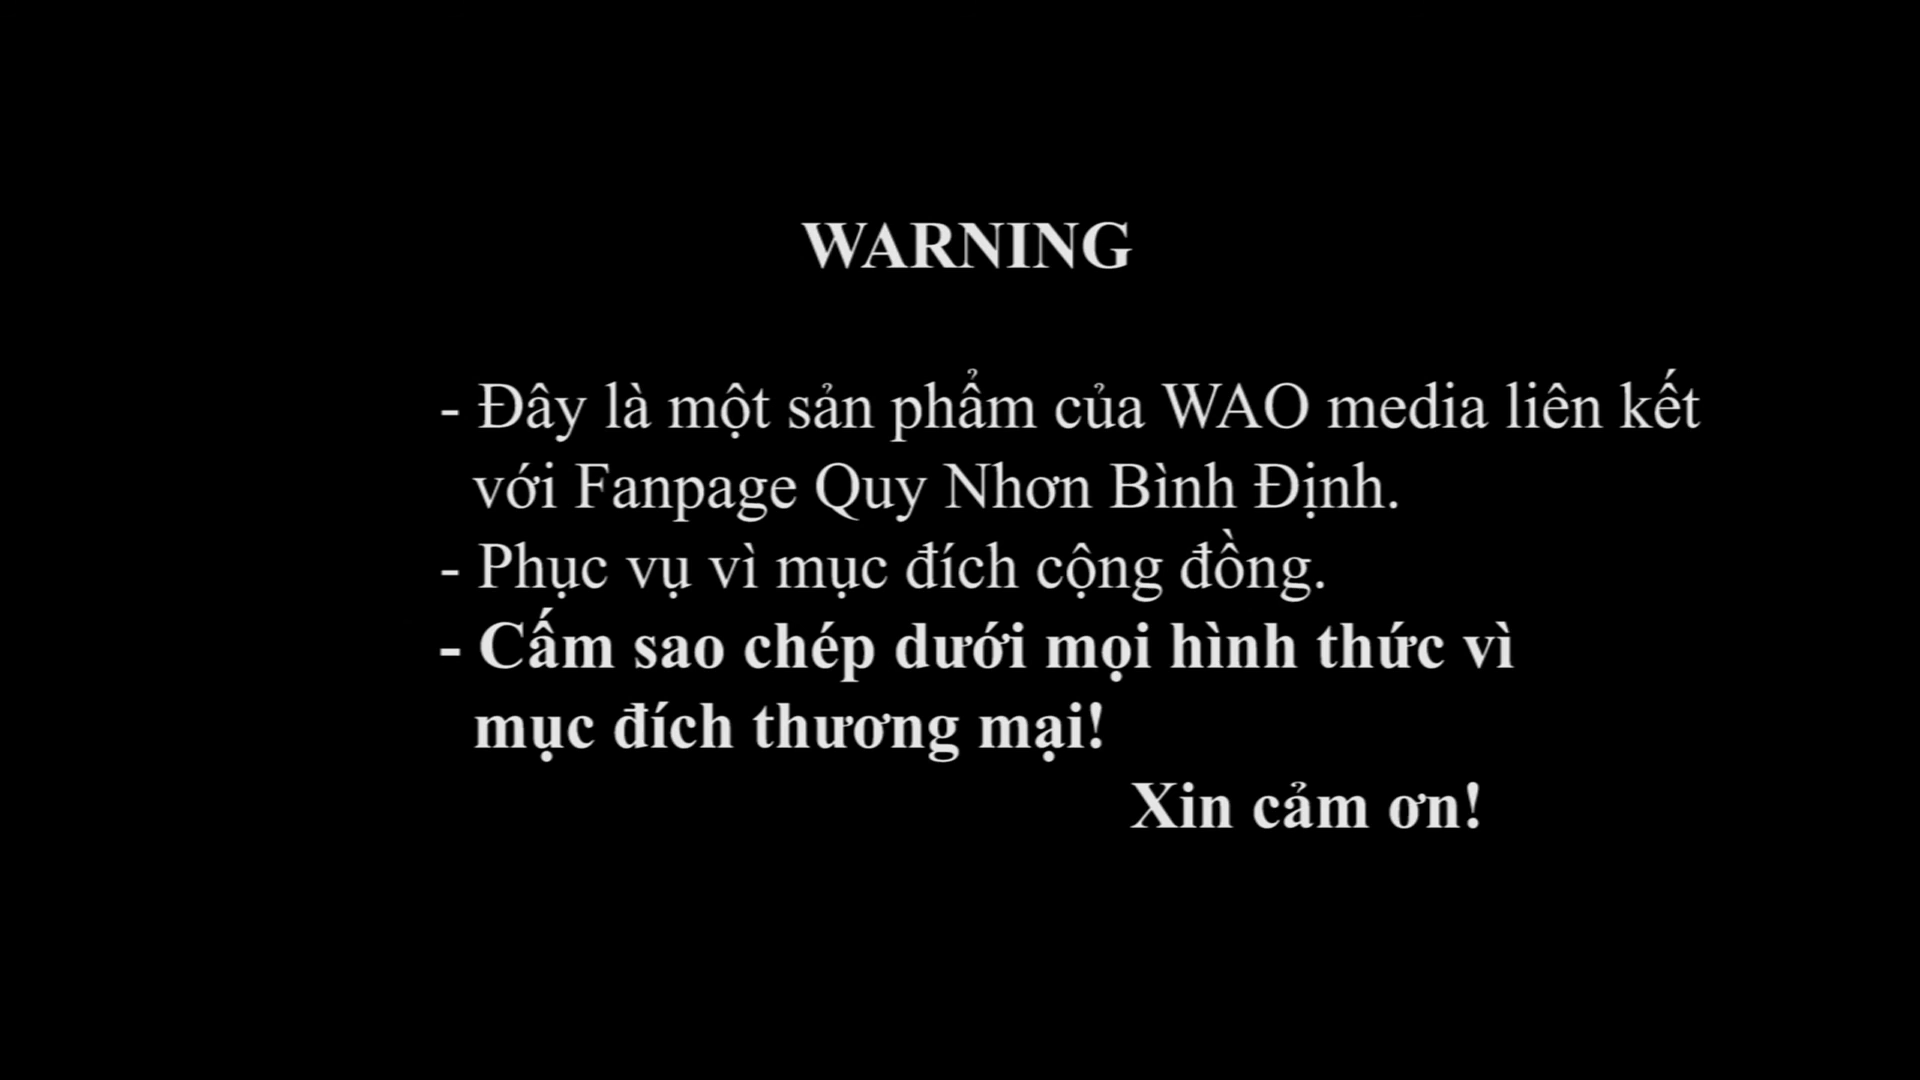 WARNING
- Đây là một sản phẩm của WAO media liên kết
với Fanpage Quy Nhơn Bình Định.
- Phục vụ vì mục đích cộng đồng.
- Cấm sao chép dưới mọi hình thức vì
mục đích thương mại!
Xin cảm ơn!